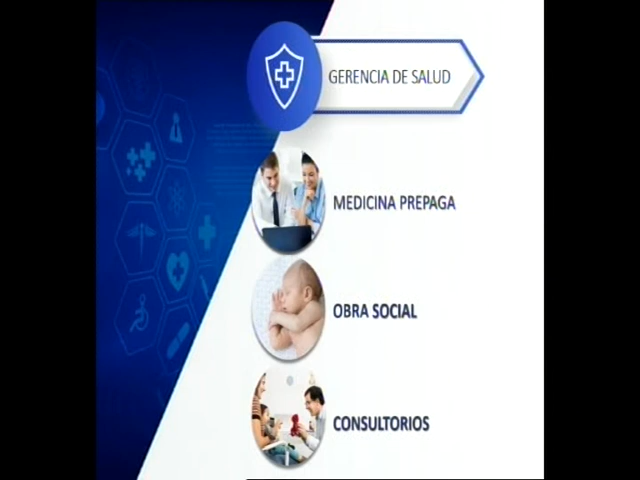 GERENCIA DE SALUD
MEDICINA PREPAGA
OBRA SOCIAL
CONSULTORIOS